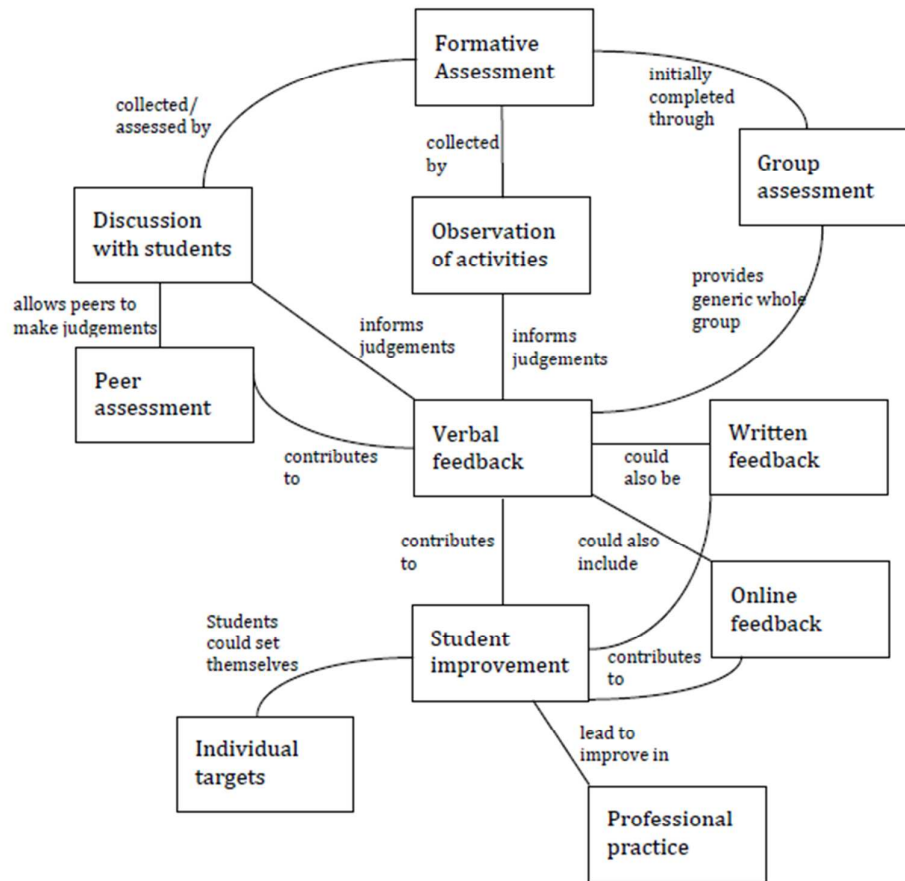 Formative
Assessment
initially
completed
through
collected/
assessed by
collected
by
Group
assessment
Discussion
with students
Observation
of activities
provides
generic whole
group
allows peers to
make judgements
informs
judgements
informs
judgements
Peer
assessment
Verbal
feedback
Written
feedback
contributes
to
could
also be
contributes
to
could also
include
Online
feedback
Students
could set
themselves
Student
improvement
contributes
to
Individual
targets
lead to
improve in
Professional
practice